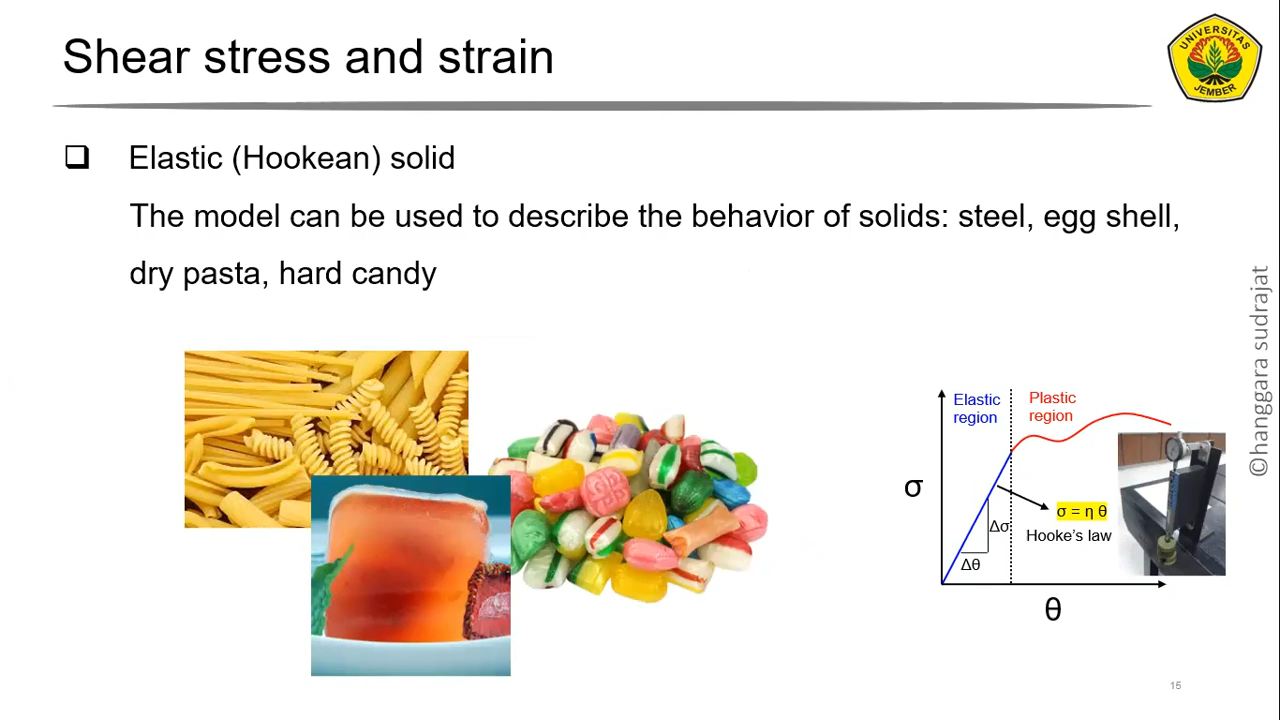 Shear stress and strain
UNIVERSITAS
JEMBER
Elastic (Hookean) solid
The model can be used to describe the behavior of solids: steel, egg shell,
dry pasta, hard candy
©hanggara sudrajat
Elastic
region
Plastic
region
σ
Δσ
Δθ
σ = η θ
Hooke's law
θ
15